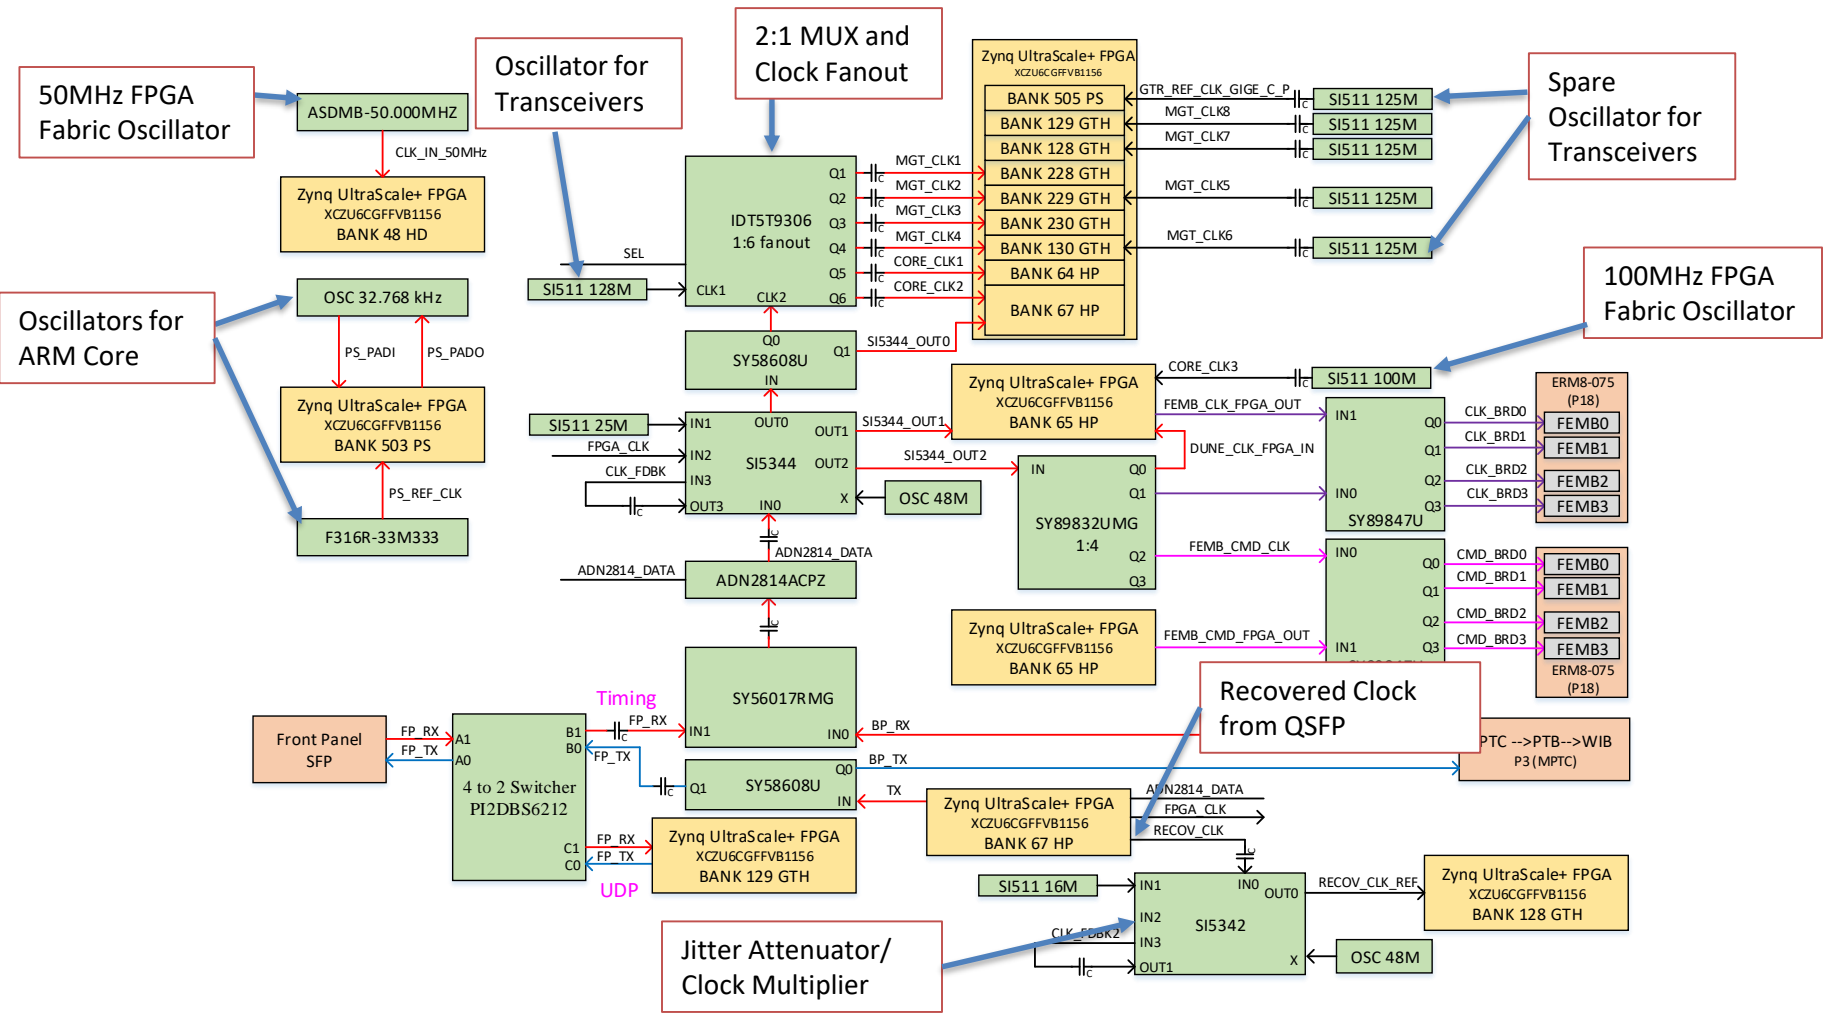 50MHz FPGA
Fabric Oscillator
ASDMB-50.000MHZ
CLK_IN_50MHz
Zynq UltraScale+ FPGA
XCZU6CGFFVB1156
BANK 48 HD
Oscillators for
ARM Core
OSC 32.768 kHz
PS_PADI
PS_PADO
Zynq UltraScale+ FPGA
XCZU6CGFFVB1156
BANK 503 PS
PS_REF_CLK
F316R-33M333
Oscillator for
Transceivers
2:1 MUX and
Clock Fanout
SEL
SI511 128M
CLK1
IDT5T9306
1:6 fanout
CLK2
Q1
Q2
Q3
Q4
Q5
Q6
C
C
C
C
C
C
MGT_CLK1
MGT_CLK2
MGT_CLK3
MGT_CLK4
CORE_CLK1
CORE_CLK2
Zynq UltraScale+ FPGA
XCZU6CGFFVB1156
BANK 505 PS
BANK 129 GTH
BANK 128 GTH
BANK 228 GTH
BANK 229 GTH
BANK 230 GTH
BANK 130 GTH
BANK 64 HP
BANK 67 HP
GTR_REF_CLK_GIGE_C_P
MGT_CLK8
MGT_CLK7
MGT_CLK5
MGT_CLK6
C
C
C
C
C
SI511 125M
SI511 125M
SI511 125M
SI511 125M
SI511 125M
Spare
Oscillator for
Transceivers
100MHz FPGA
Fabric Oscillator
Q0
SY58608U
Q1
IN
SI5344_OUT0
SI511 25M
FPGA_CLK
CLK_FDBK
C
IN1
IN2
IN3
OUT3
OUT0
SI5344
IN0
OUT1
OUT2
X
SI5344_OUT1
SI5344_OUT2
OSC 48M
C
ADN2814_DATA
ADN2814_DATA
ADN2814ACPZ
C
Zynq UltraScale+ FPGA
XCZU6CGFFVB1156
BANK 65 HP
CORE_CLK3
C
SI511 100M
FEMB_CLK_FPGA_OUT
DUNE_CLK_FPGA_IN
IN
SY89832UMG
1:4
Q0
Q1
Q2
Q3
FEMB_CMD_CLK
IN1
IN0
SY89847U
Q0
Q1
Q2
Q3
CLK_BRD0
CLK_BRD1
CLK_BRD2
CLK_BRD3
ERM8-075
(P18)
FEMB0
FEMB1
FEMB2
FEMB3
IN0
IN1
Q0
Q1
Q2
Q3
CMD_BRD0
CMD_BRD1
CMD_BRD2
CMD_BRD3
FEMB0
FEMB1
FEMB2
FEMB3
ERM8-075
(P18)
Zynq UltraScale+ FPGA
XCZU6CGFFVB1156
BANK 65 HP
FEMB_CMD_FPGA_OUT
Recovered Clock
from QSFP
SY56017RMG
IN1
IN0
BP_RX
Timing
FP_RX
C
Front Panel
SFP
FP_RX
FP_TX
A1
A0
B1
B0
4 to 2 Switcher
PI2DBS6212
C1
C0
FP_TX
C
Q1
SY58608U
Q0
IN
BP_TX
TX
PTC -->PTB-->WIB
P3 (MPTC)
FP_RX
FP_TX
UDP
Zynq UltraScale+ FPGA
XCZU6CGFFVB1156
BANK 129 GTH
Zynq UltraScale+ FPGA
XCZU6CGFFVB1156
BANK 67 HP
ADN2814_DATA
FPGA_CLK
RECOV_CLK
C
SI511 16M
IN1
IN2
IN3
OUT1
IN0
OUT0
SI5342
X
CLK_FDBK2
C
RECOV_CLK_REF
OSC 48M
Zynq UltraScale+ FPGA
XCZU6CGFFVB1156
BANK 128 GTH
Jitter Attenuator/
Clock Multiplier